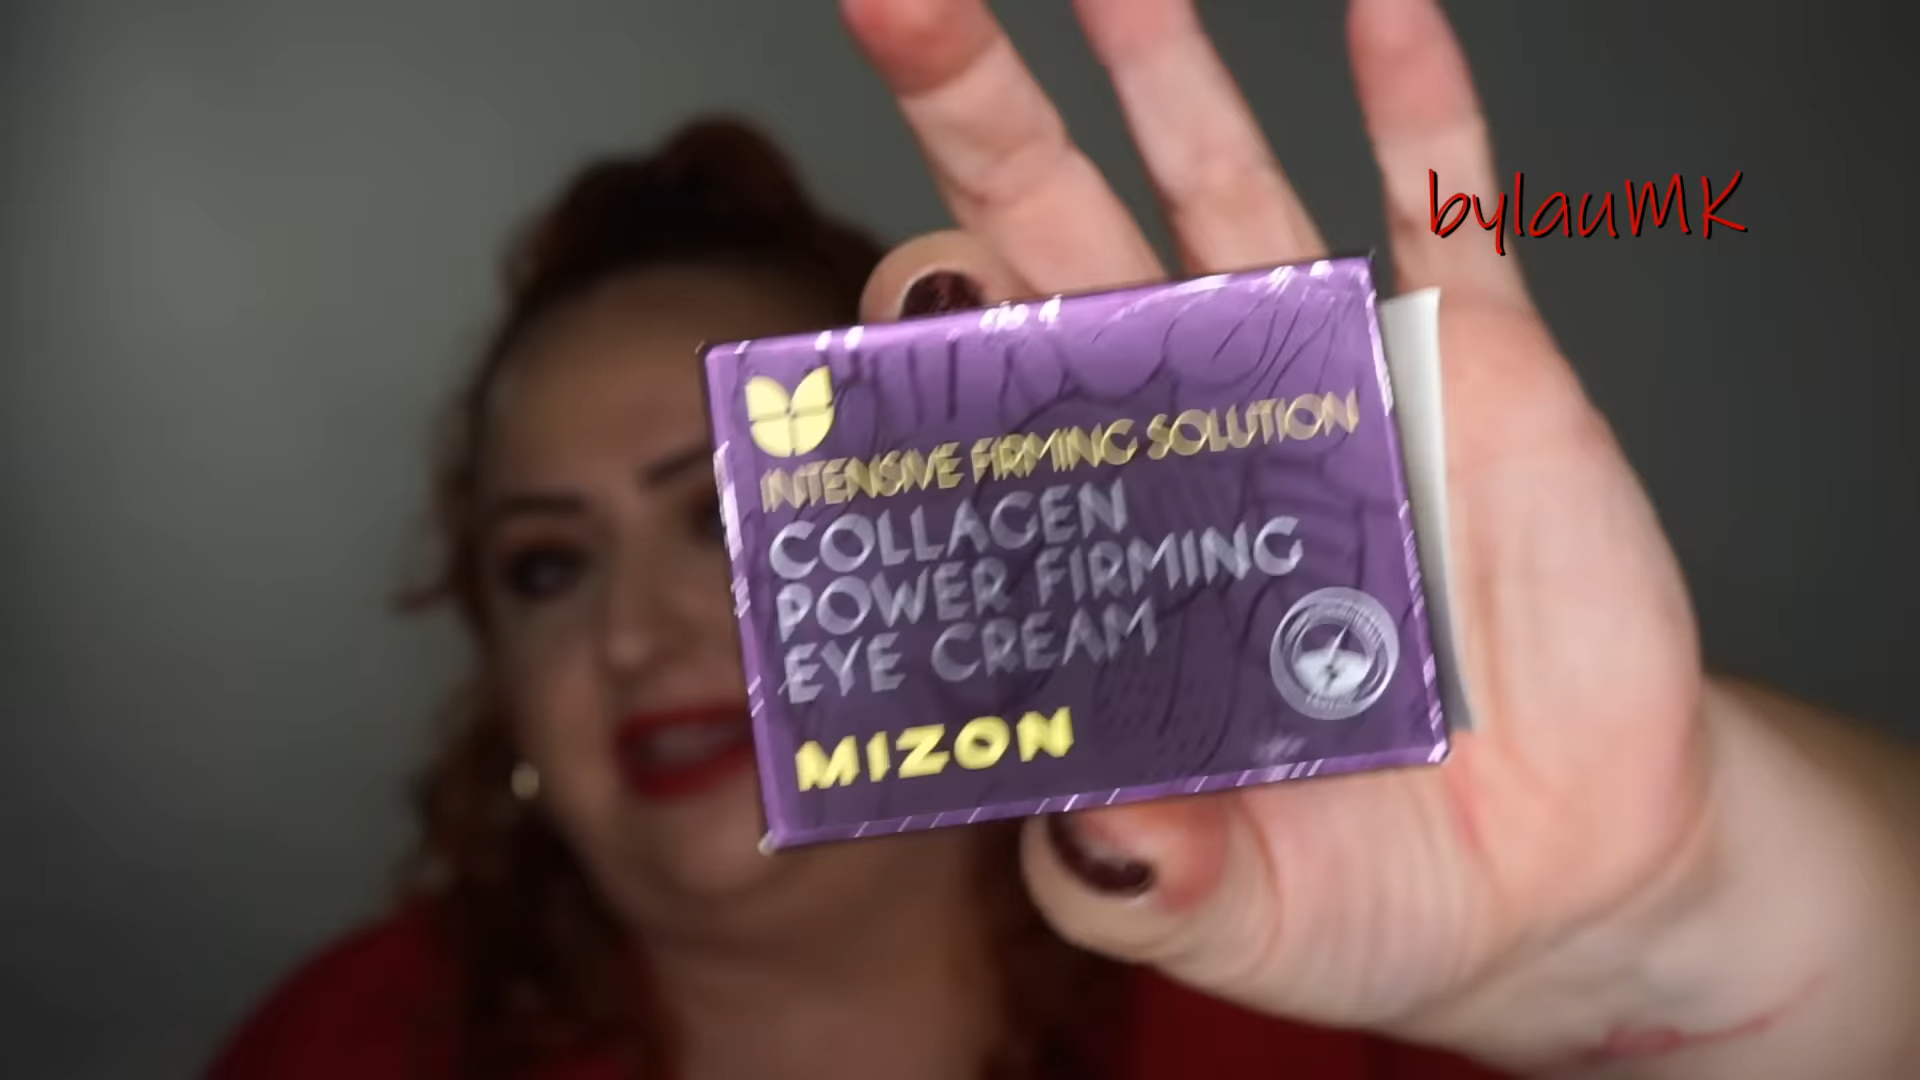 bylauMK
INTENSIVE FIRMING SOLUTION
COLLAGEN
POWER FIRMING
EYE CREAM
MIZON